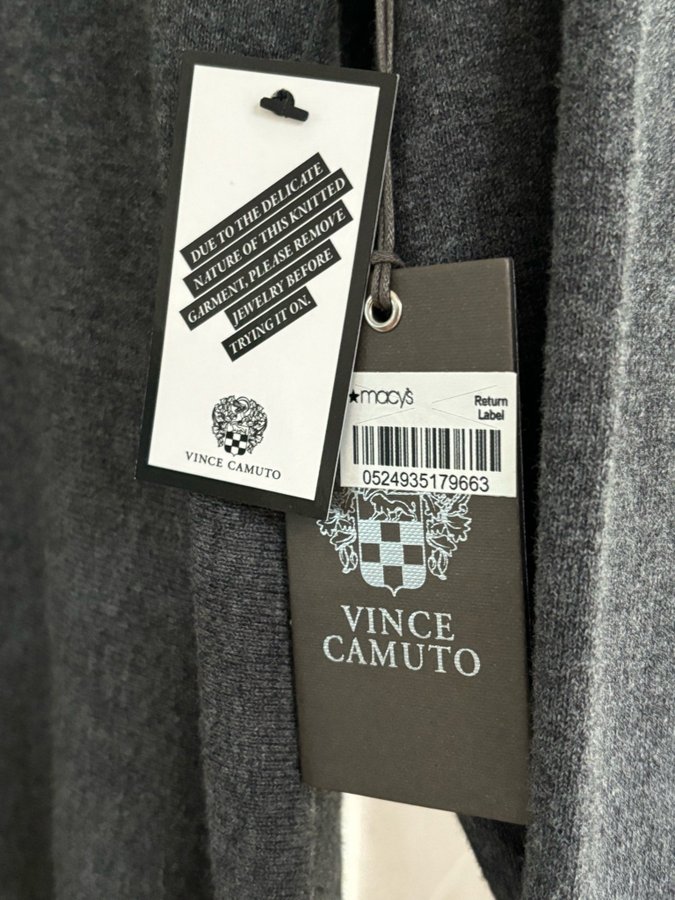 DUE TO THE DELICATE
NATURE OF THIS KNITTED
GARMENT, PLEASE REMOVE
JEWELRY BEFORE
TRYING IT ON.
VINCE CAMUTO
★macy's
Return
Label
0524935179663
VINCE
CAMUTO